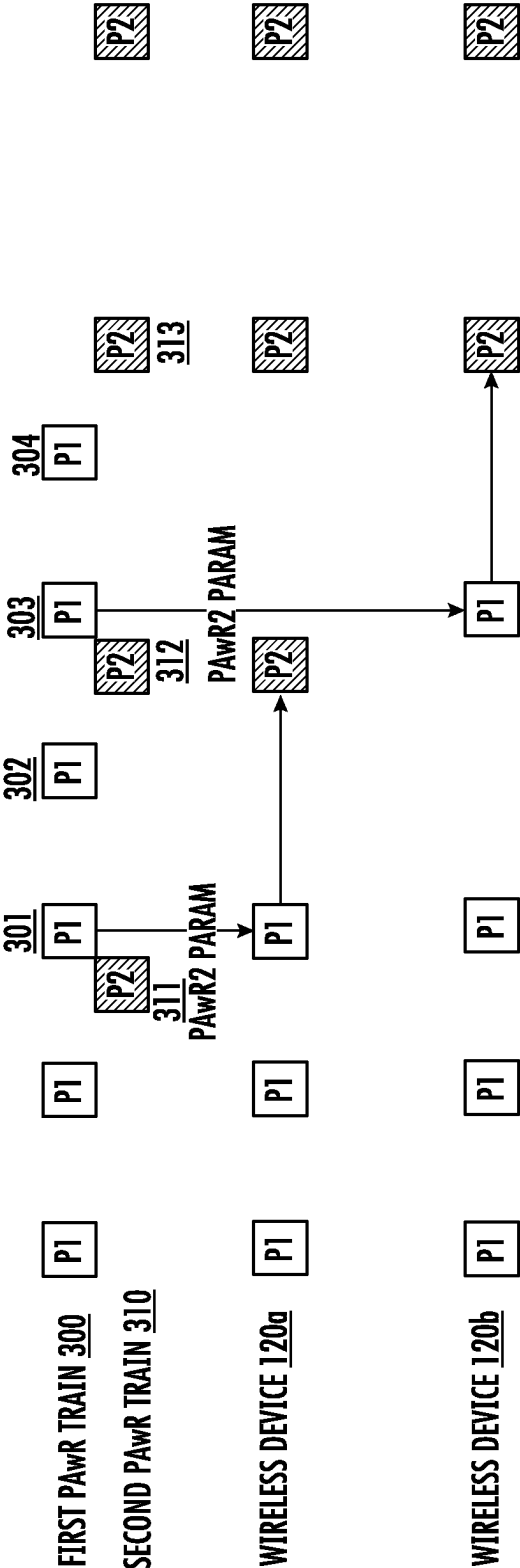 FIRST PAwR TRAIN 300
P1
P1
301
P1
302
P1
303
P1
304
P1
SECOND PAwR TRAIN 310
P2
311
P2
312
P2
313
P2
PAwR2 PARAM
PAwR2 PARAM
WIRELESS DEVICE 120a
P1
P1
P1
P2
P2
P2
WIRELESS DEVICE 120b
P1
P1
P1
P1
P2
P2